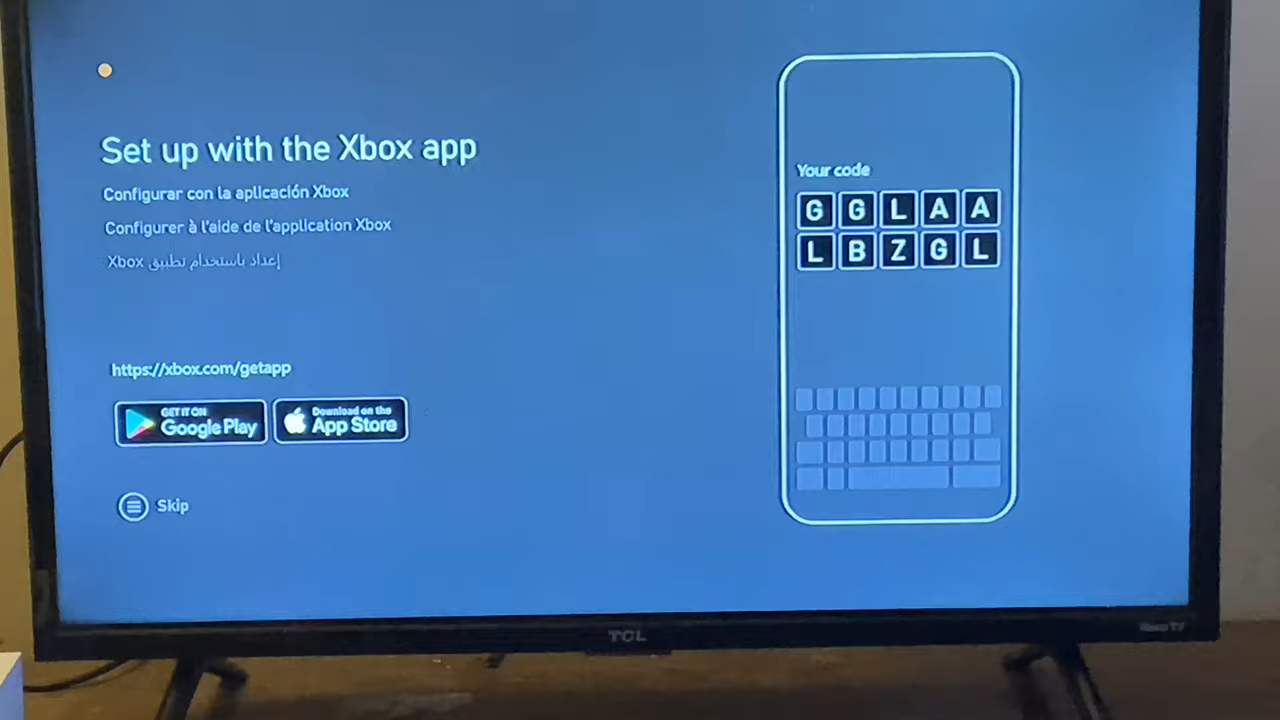 Set up with the Xbox app
Configurar con la aplicación Xbox
Configurer à l'aide de l'application Xbox
إعداد باستخدام تطبيق Xbox
https://xbox.com/getapp
GET IT ON
Google Play
Download on the
App Store
Skip
Your code
G G L A A
L B Z G L
TCL
Roku TV